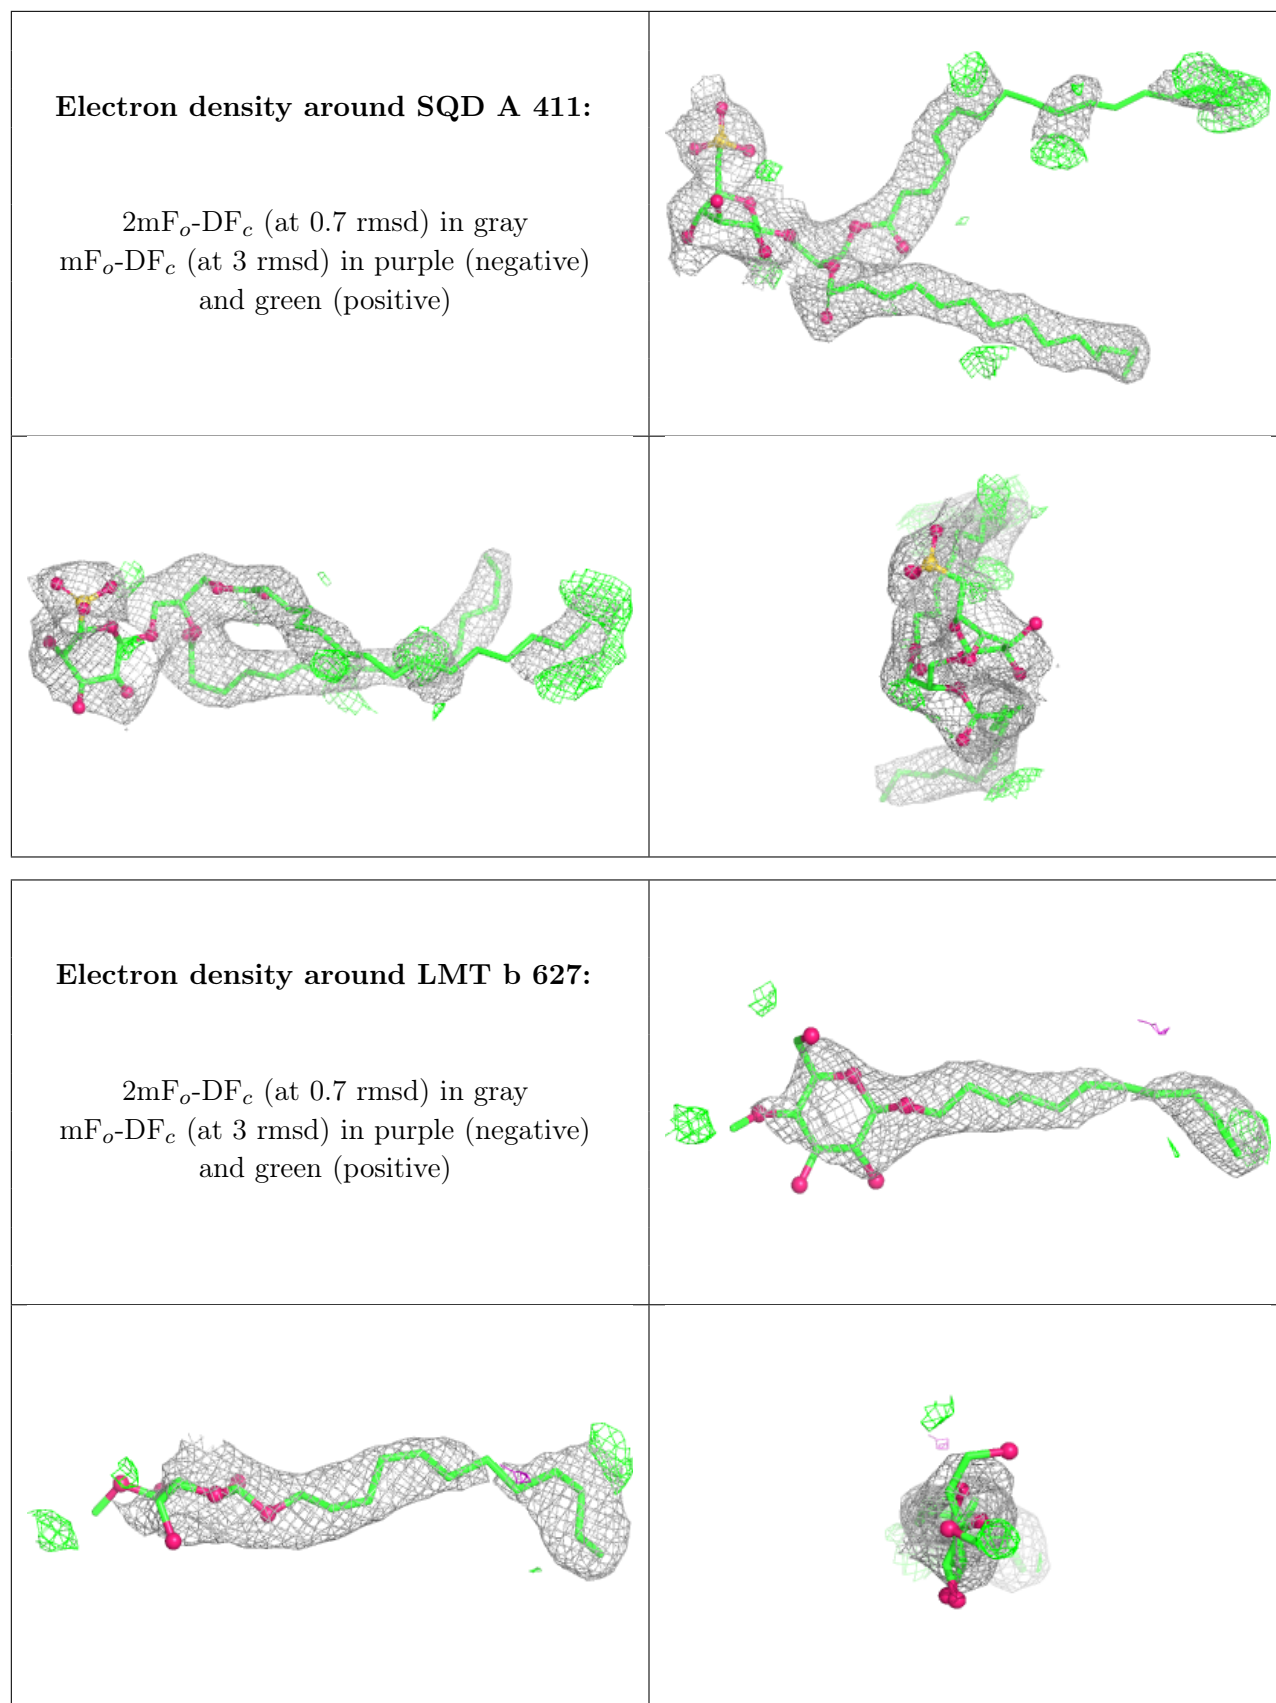 Electron density around SQD A 411:
2mFo-DFc (at 0.7 rmsd) in gray
mFo-DFc (at 3 rmsd) in purple (negative)
and green (positive)
Electron density around LMT b 627:
2mFo-DFc (at 0.7 rmsd) in gray
mFo-DFc (at 3 rmsd) in purple (negative)
and green (positive)